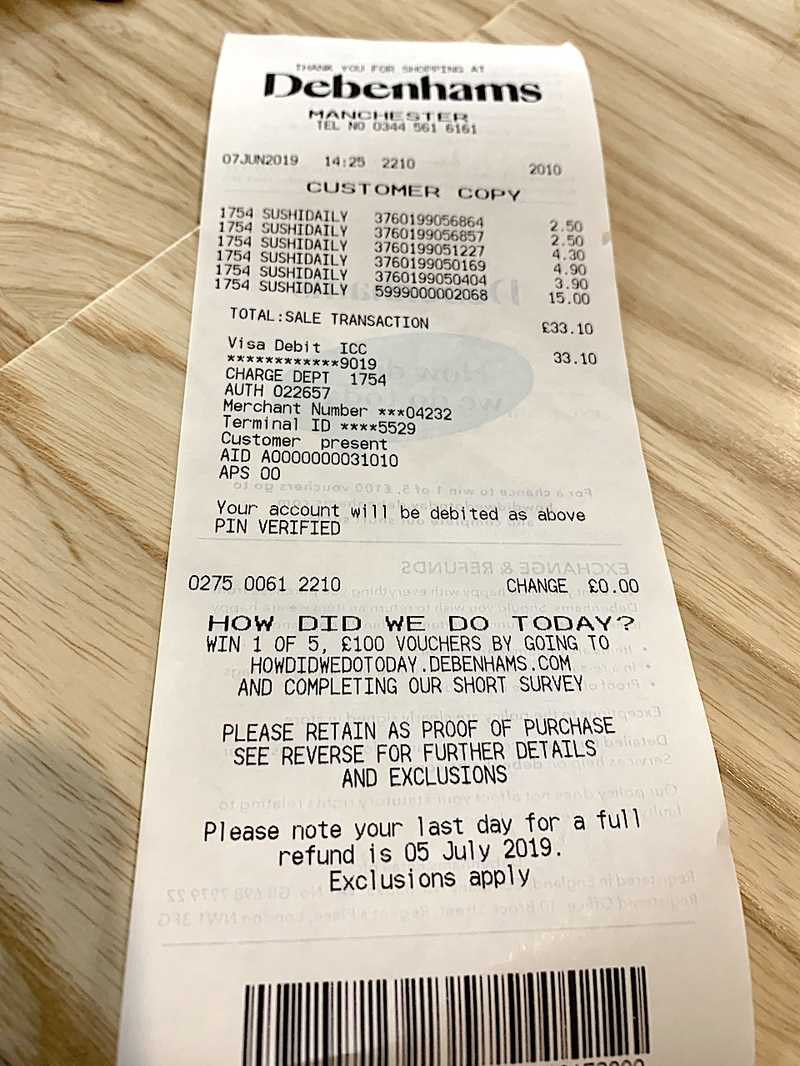 THANK YOU FOR SHOPPING AT
Debenhams
MANCHESTER
TEL NO 0344 561 6161
07JUN2019 14:25 2210 2010
CUSTOMER COPY
1754 SUSHIDAILY 3760199056864 2.50
1754 SUSHIDAILY 3760199056857 2.50
1754 SUSHIDAILY 3760199051227 4.30
1754 SUSHIDAILY 3760199050169 4.90
1754 SUSHIDAILY 3760199050404 3.90
1754 SUSHIDAILY 5999000002068 15.00
TOTAL:SALE TRANSACTION £33.10
Visa Debit ICC 33.10
************9019
CHARGE DEPT 1754
AUTH 022657
Merchant Number ***04232
Terminal ID ****5529
Customer present
AID A0000000031010
APS 00
Your account will be debited as above
PIN VERIFIED
0275 0061 2210 CHANGE £0.00
HOW DID WE DO TODAY?
WIN 1 OF 5, £100 VOUCHERS BY GOING TO
HOWDIDWEDOTODAY.DEBENHAMS.COM
AND COMPLETING OUR SHORT SURVEY
PLEASE RETAIN AS PROOF OF PURCHASE
SEE REVERSE FOR FURTHER DETAILS
AND EXCLUSIONS
Please note your last day for a full
refund is 05 July 2019.
Exclusions apply